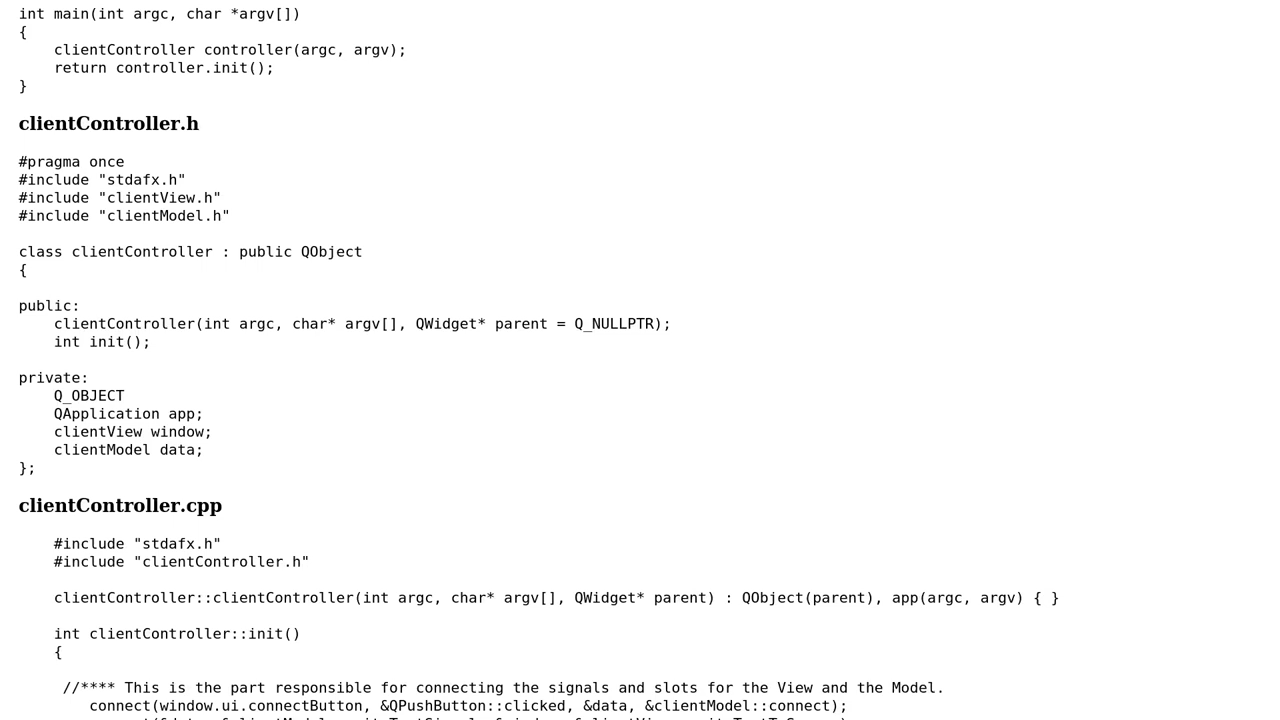 int main(int argc, char *argv[])
{
    clientController controller(argc, argv);
    return controller.init();
}
clientController.h
#pragma once
#include "stdafx.h"
#include "clientView.h"
#include "clientModel.h"
class clientController : public QObject
{
public:
    clientController(int argc, char* argv[], QWidget* parent = Q_NULLPTR);
    int init();
private:
    Q_OBJECT
    QApplication app;
    clientView window;
    clientModel data;
};
clientController.cpp
    #include "stdafx.h"
    #include "clientController.h"
    clientController::clientController(int argc, char* argv[], QWidget* parent) : QObject(parent), app(argc, argv) { }
    int clientController::init()
    {
     //**** This is the part responsible for connecting the signals and slots for the View and the Model.
        connect(window.ui.connectButton, &QPushButton::clicked, &data, &clientModel::connect);